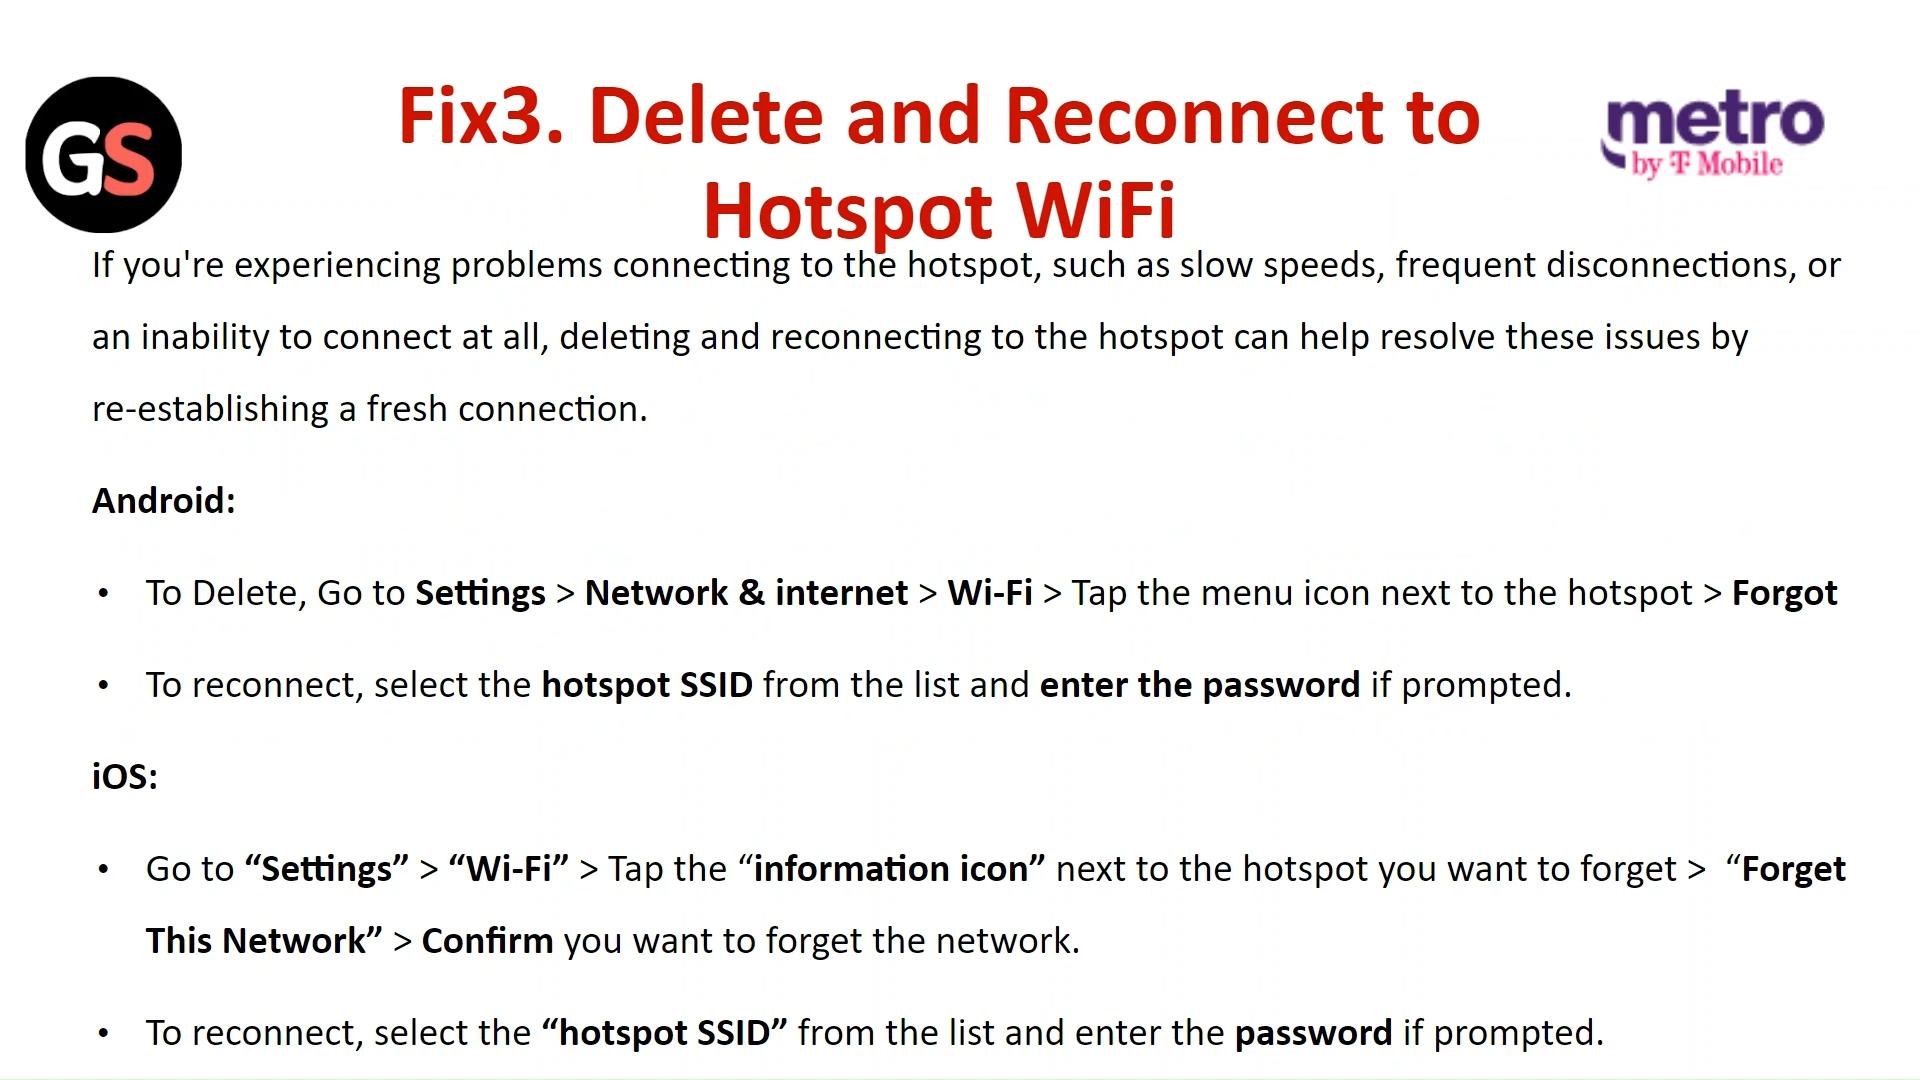 GS
Fix3. Delete and Reconnect to
Hotspot WiFi
metro
by T Mobile
If you're experiencing problems connecting to the hotspot, such as slow speeds, frequent disconnections, or
an inability to connect at all, deleting and reconnecting to the hotspot can help resolve these issues by
re-establishing a fresh connection.
Android:
• To Delete, Go to Settings > Network & internet > Wi-Fi > Tap the menu icon next to the hotspot > Forgot
• To reconnect, select the hotspot SSID from the list and enter the password if prompted.
iOS:
• Go to “Settings” > “Wi-Fi” > Tap the “information icon” next to the hotspot you want to forget > “Forget
This Network” > Confirm you want to forget the network.
• To reconnect, select the “hotspot SSID” from the list and enter the password if prompted.